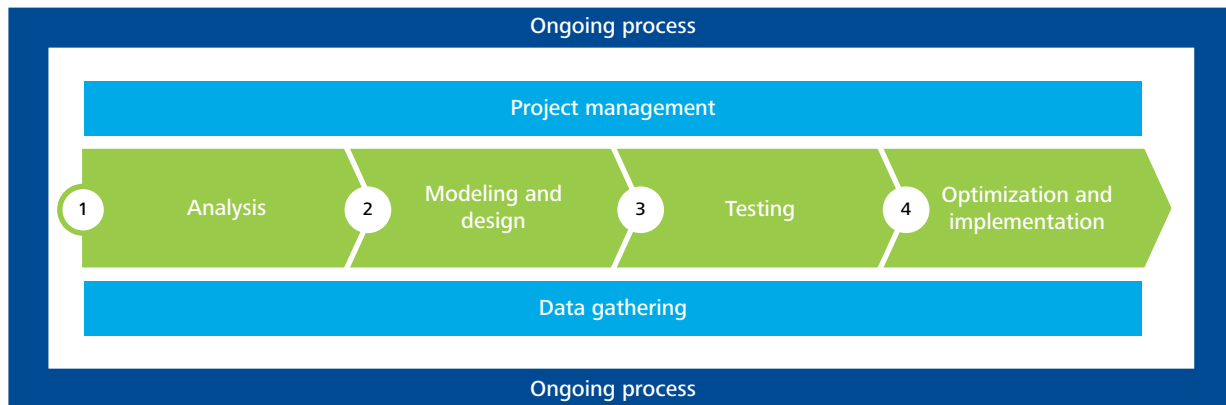 Ongoing process
Project management
1
Analysis
2
Modeling and
design
3
Testing
4
Optimization and
implementation
Data gathering
Ongoing process